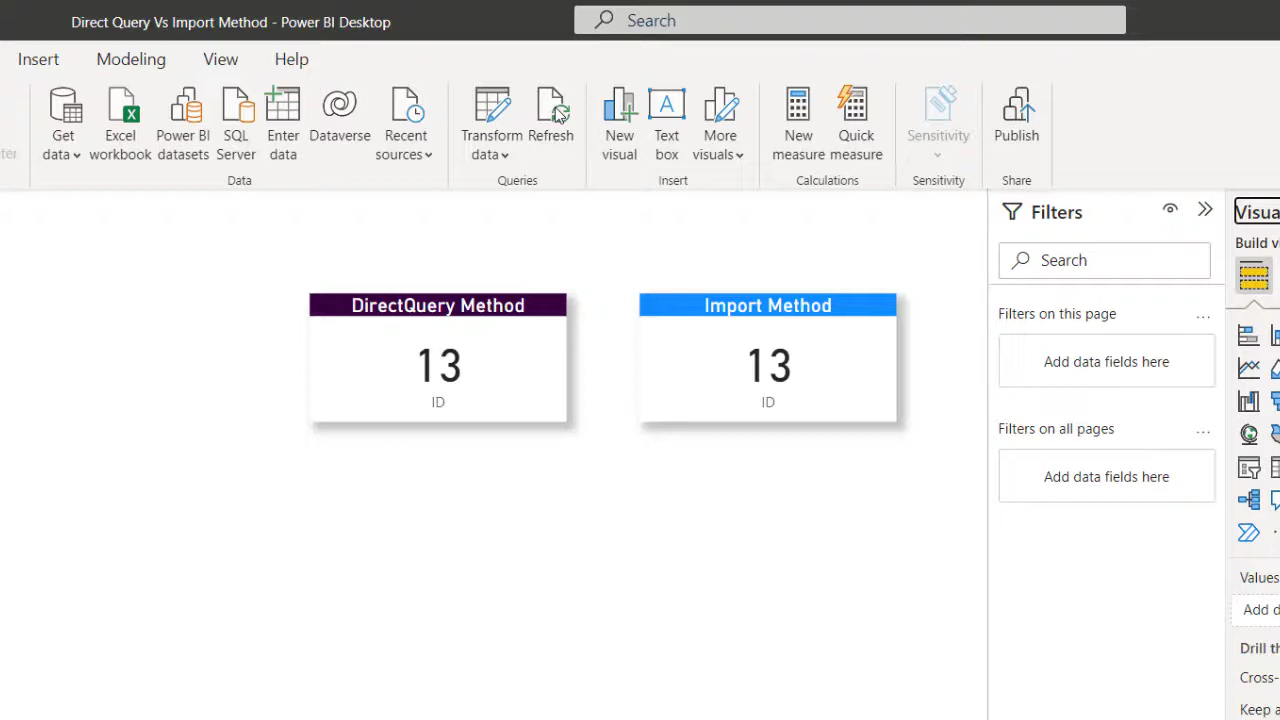 Direct Query Vs Import Method - Power BI Desktop
Search
Insert
Modeling
View
Help
Get
data
Excel
workbook
Power BI
datasets
SQL
Server
Enter
data
Dataverse
Recent
sources
Transform
data
Refresh
New
visual
A
Text
box
More
visuals
New
measure
Quick
measure
Sensitivity
Publish
Data
Queries
Insert
Calculations
Sensitivity
Share
Filters
Search
Filters on this page
...
Add data fields here
Filters on all pages
...
Add data fields here
Visua
Build v
Values
Add d
Drill th
Cross-
Keep a
DirectQuery Method
13
ID
Import Method
13
ID